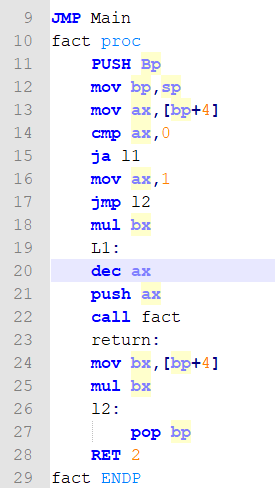 9 JMP Main
10 fact proc
11 PUSH Bp
12 mov bp,sp
13 mov ax,[bp+4]
14 cmp ax,0
15 ja l1
16 mov ax,1
17 jmp l2
18 mul bx
19 L1:
20 dec ax
21 push ax
22 call fact
23 return:
24 mov bx,[bp+4]
25 mul bx
26 l2:
27 pop bp
28 RET 2
29 fact ENDP